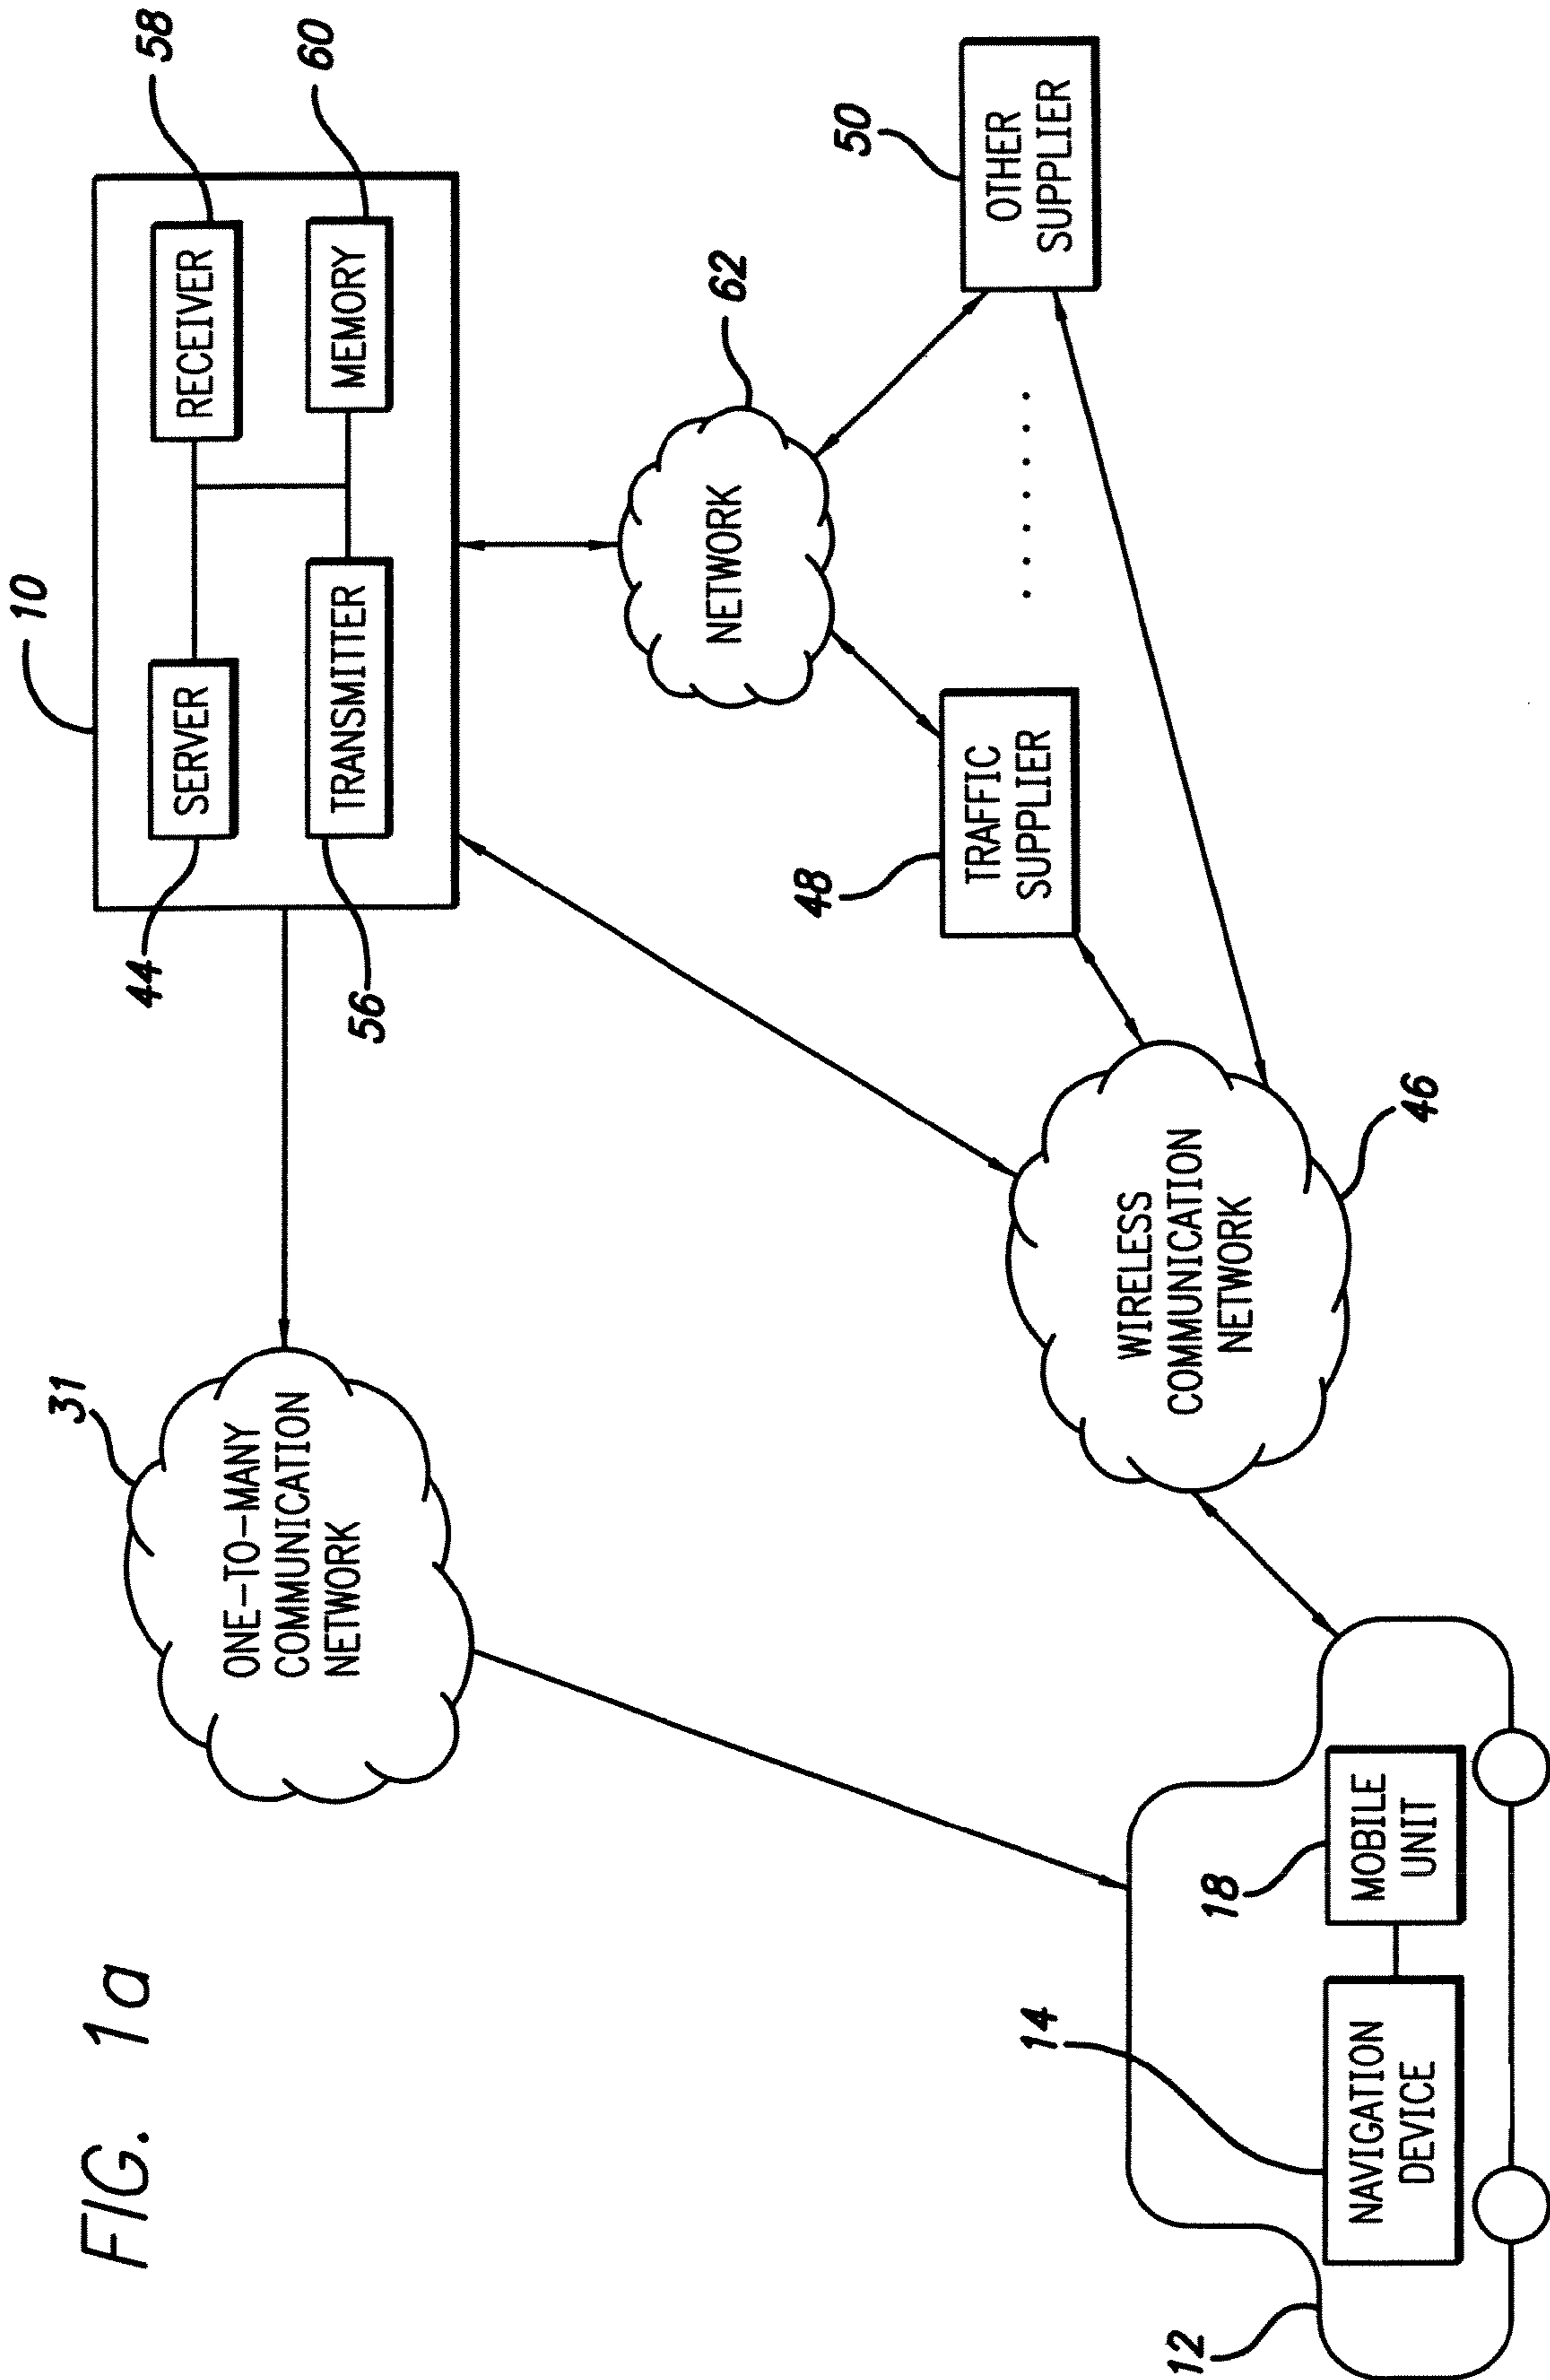 FIG. 1a
10
58
60
44
56
SERVER
RECEIVER
TRANSMITTER
MEMORY
31
ONE-TO-MANY
COMMUNICATION
NETWORK
62
NETWORK
50
OTHER
SUPPLIER
48
TRAFFIC
SUPPLIER
WIRELESS
COMMUNICATION
NETWORK
46
12
14
NAVIGATION
DEVICE
18
MOBILE
UNIT